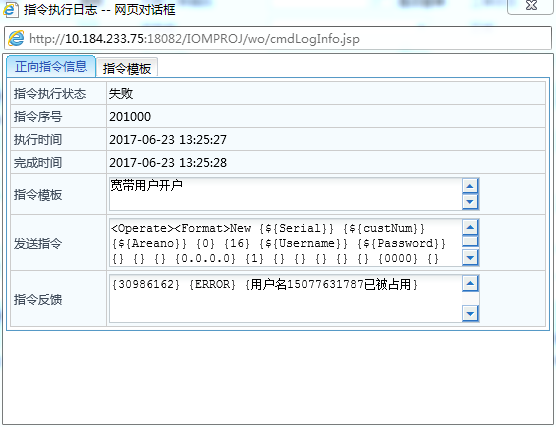 指令执行日志 -- 网页对话框
http://10.184.233.75:18082/IOMPROJ/wo/cmdLogInfo.jsp
正向指令信息 指令模板
指令执行状态 失败
指令序号 201000
执行时间 2017-06-23 13:25:27
完成时间 2017-06-23 13:25:28
指令模板 宽带用户开户
发送指令 <Operate><Format>New {${Serial}} {${custNum}}
{${Areano}} {0} {16} {${Username}} {${Password}}
{} {} {} {0.0.0.0} {1} {} {} {} {} {} {0000} {}
指令反馈 {30986162} {ERROR} {用户名15077631787已被占用}